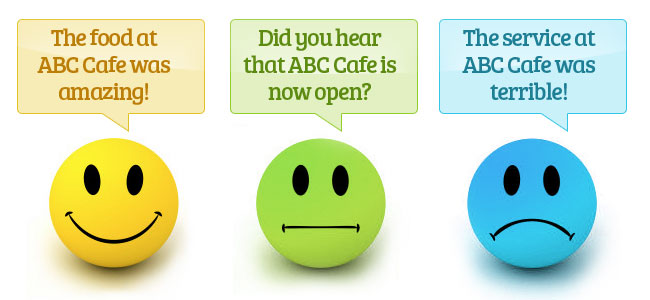 The food at
ABC Cafe was
amazing!
Did you hear
that ABC Cafe is
now open?
The service at
ABC Cafe was
terrible!